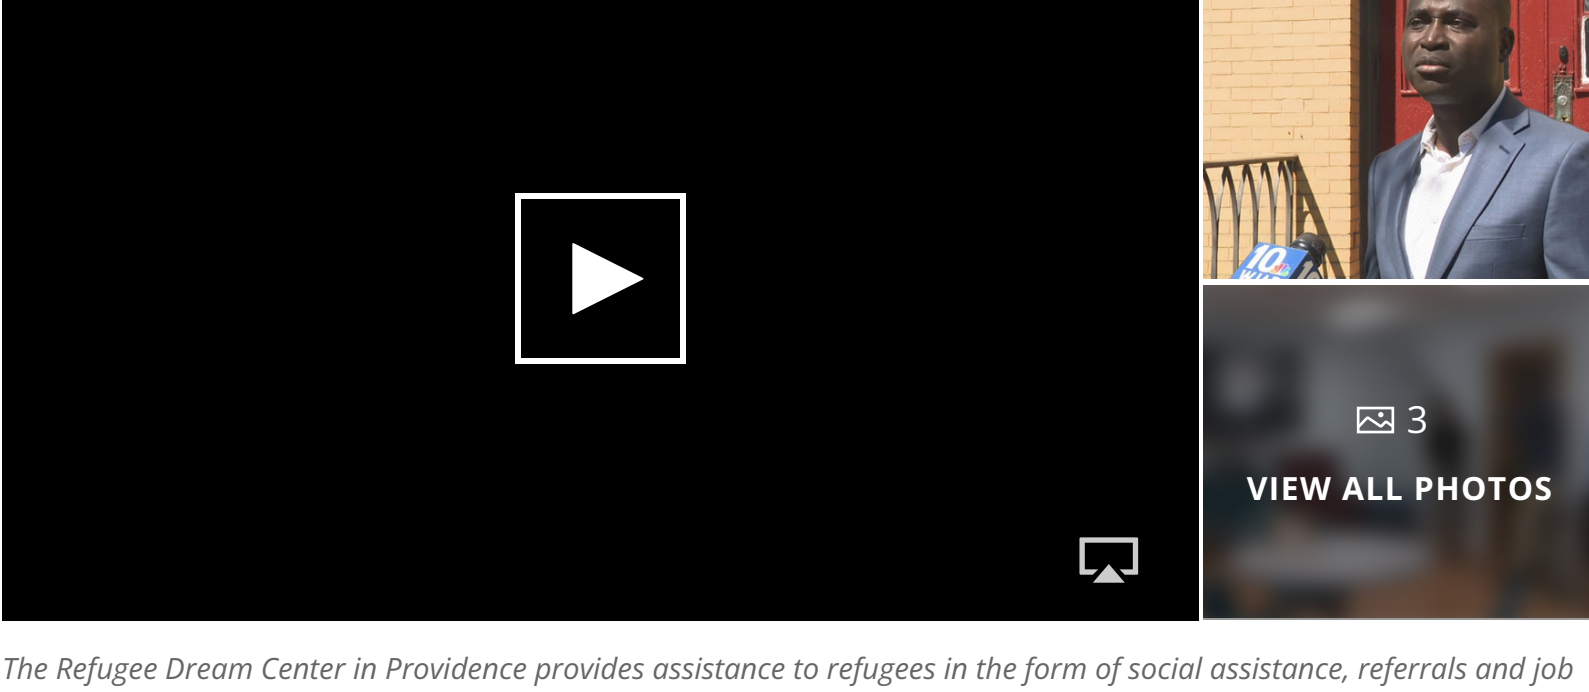 10
3
VIEW ALL PHOTOS
The Refugee Dream Center in Providence provides assistance to refugees in the form of social assistance, referrals and job